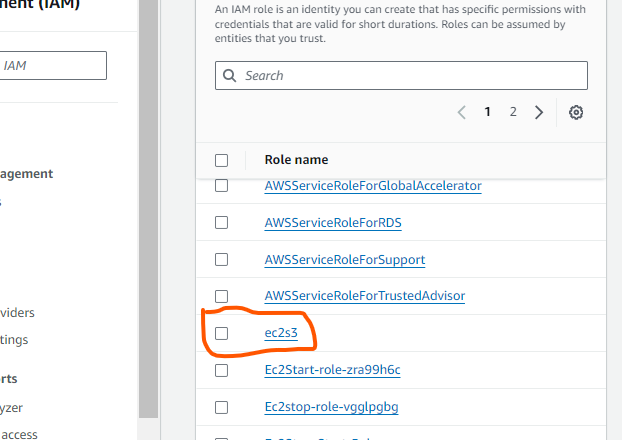 ment (IAM)
IAM
agement
s
viders
tings
rts
yzer
access
An IAM role is an identity you can create that has specific permissions with
credentials that are valid for short durations. Roles can be assumed by
entities that you trust.
Search
1 2
Role name
AWSServiceRoleForGlobalAccelerator
AWSServiceRoleForRDS
AWSServiceRoleForSupport
AWSServiceRoleForTrustedAdvisor
ec2s3
Ec2Start-role-zra99h6c
Ec2stop-role-vgglpgbg